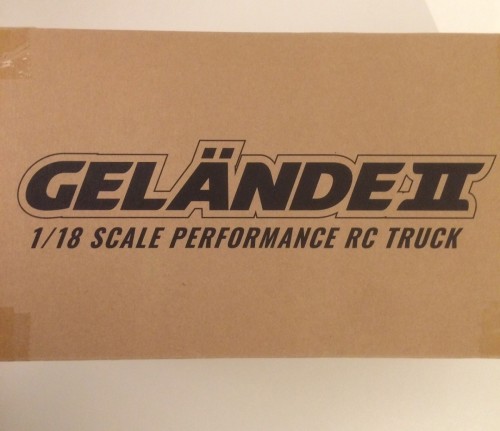 GELÄNDE II
1/18 SCALE PERFORMANCE RC TRUCK